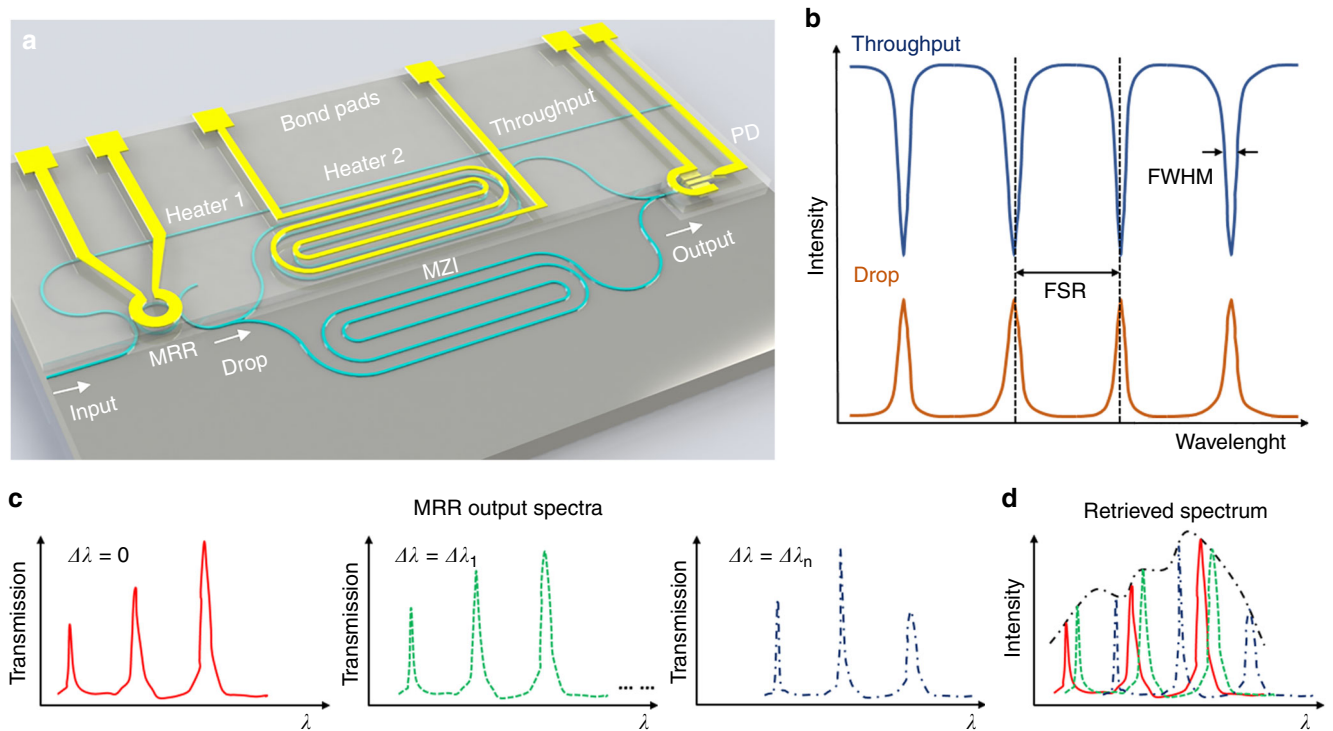 a
Bond pads
Throughput
PD
Heater 2
Heater 1
MZI
Output
MRR
Drop
Input
b
Throughput
FWHM
Intensity
Drop
FSR
Wavelenght
c
MRR output spectra
Δλ = 0
Transmission
λ
Δλ = Δλ1
Transmission
λ
Δλ = Δλn
Transmission
λ
d
Retrieved spectrum
Intensity
λ